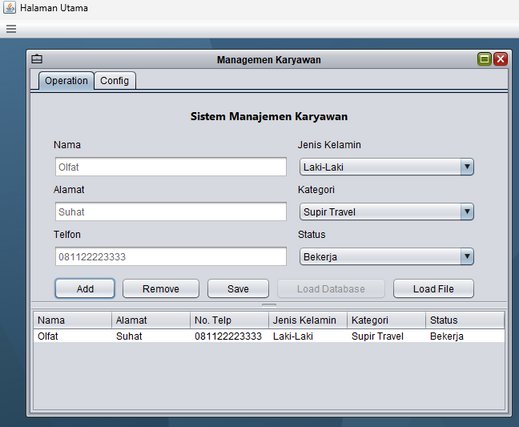 Halaman Utama
Managemen Karyawan
Operation Config
Sistem Manajemen Karyawan
Nama Jenis Kelamin
Olfat Laki-Laki
Alamat Kategori
Suhat Supir Travel
Telfon Status
081122223333 Bekerja
Add Remove Save Load Database Load File
Nama Alamat No. Telp Jenis Kelamin Kategori Status
Olfat Suhat 081122223333 Laki-Laki Supir Travel Bekerja